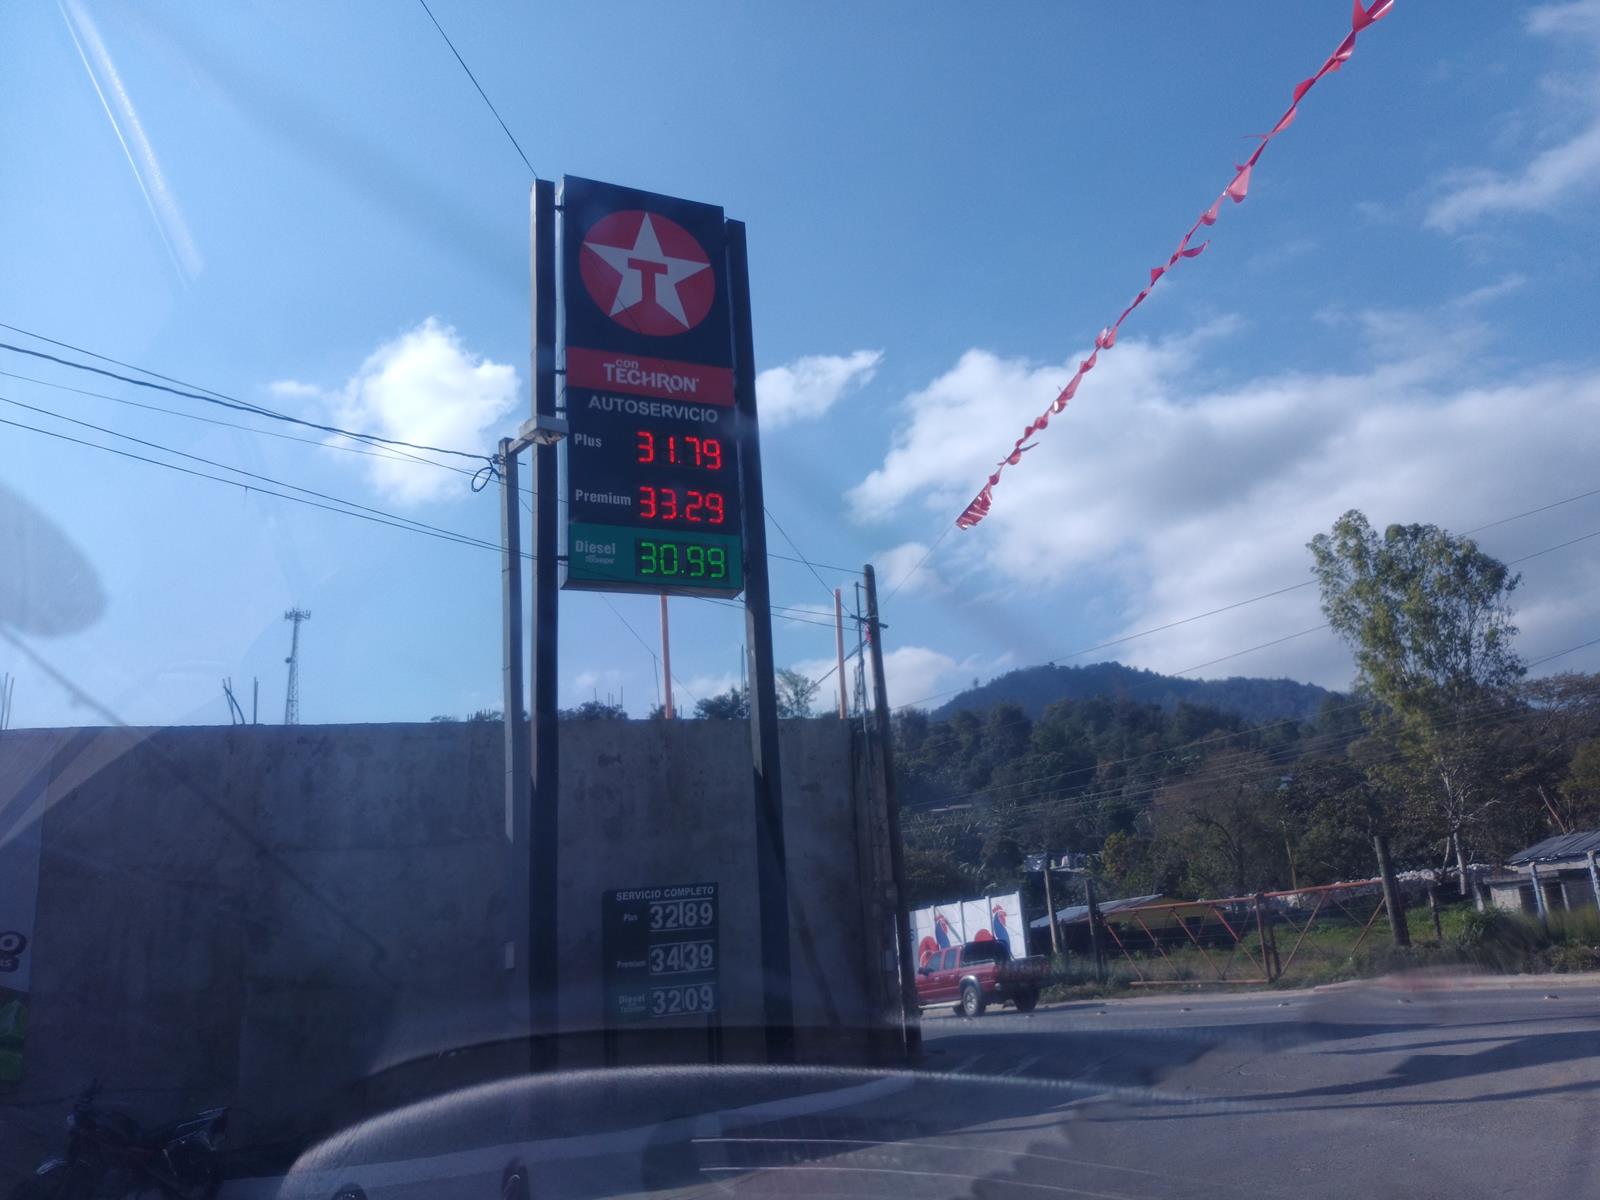 T
con
TECHRON
AUTOSERVICIO
Plus 31.79
Premium 33.29
Diesel 30.99
SERVICIO COMPLETO
Plus 32 89
Premium 34 39
Diesel 32 09